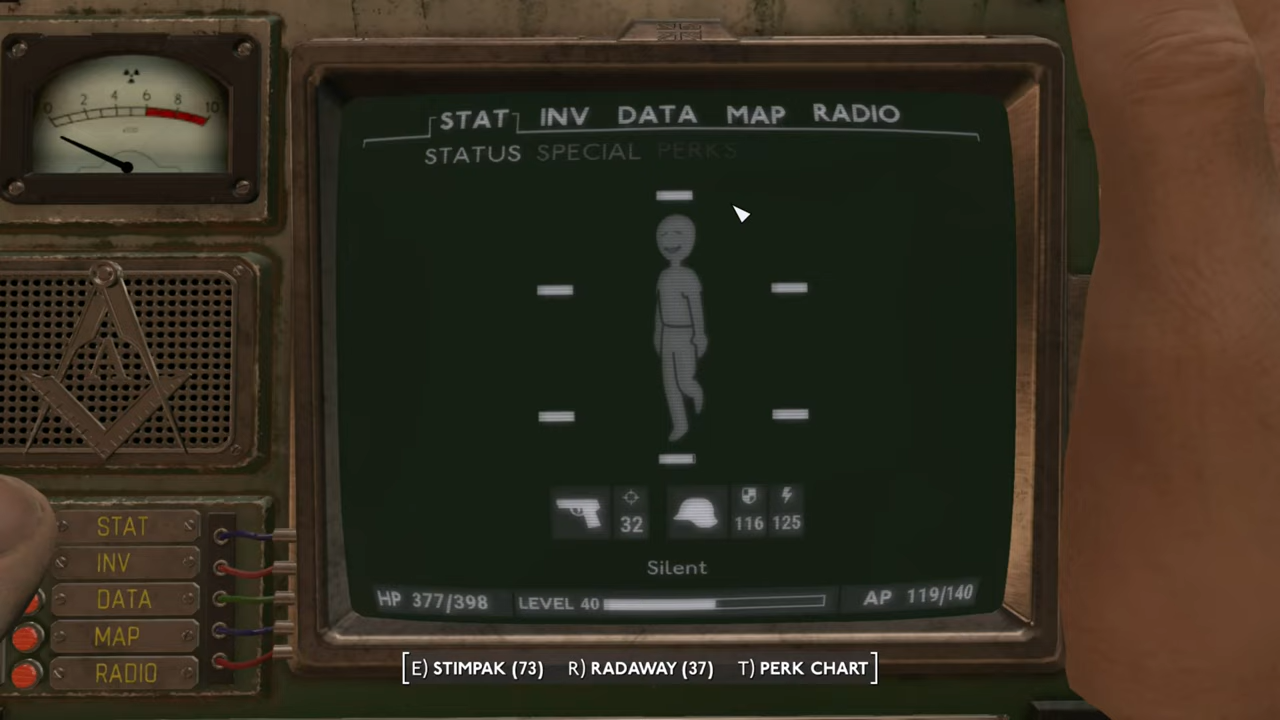 0 2 4 6 8 10
STAT INV DATA MAP RADIO
STATUS SPECIAL PERKS
32 116 125
Silent
HP 377/398 LEVEL 40 AP 119/140
STAT
INV
DATA
MAP
RADIO
E) STIMPAK (73) R) RADAWAY (37) T) PERK CHART